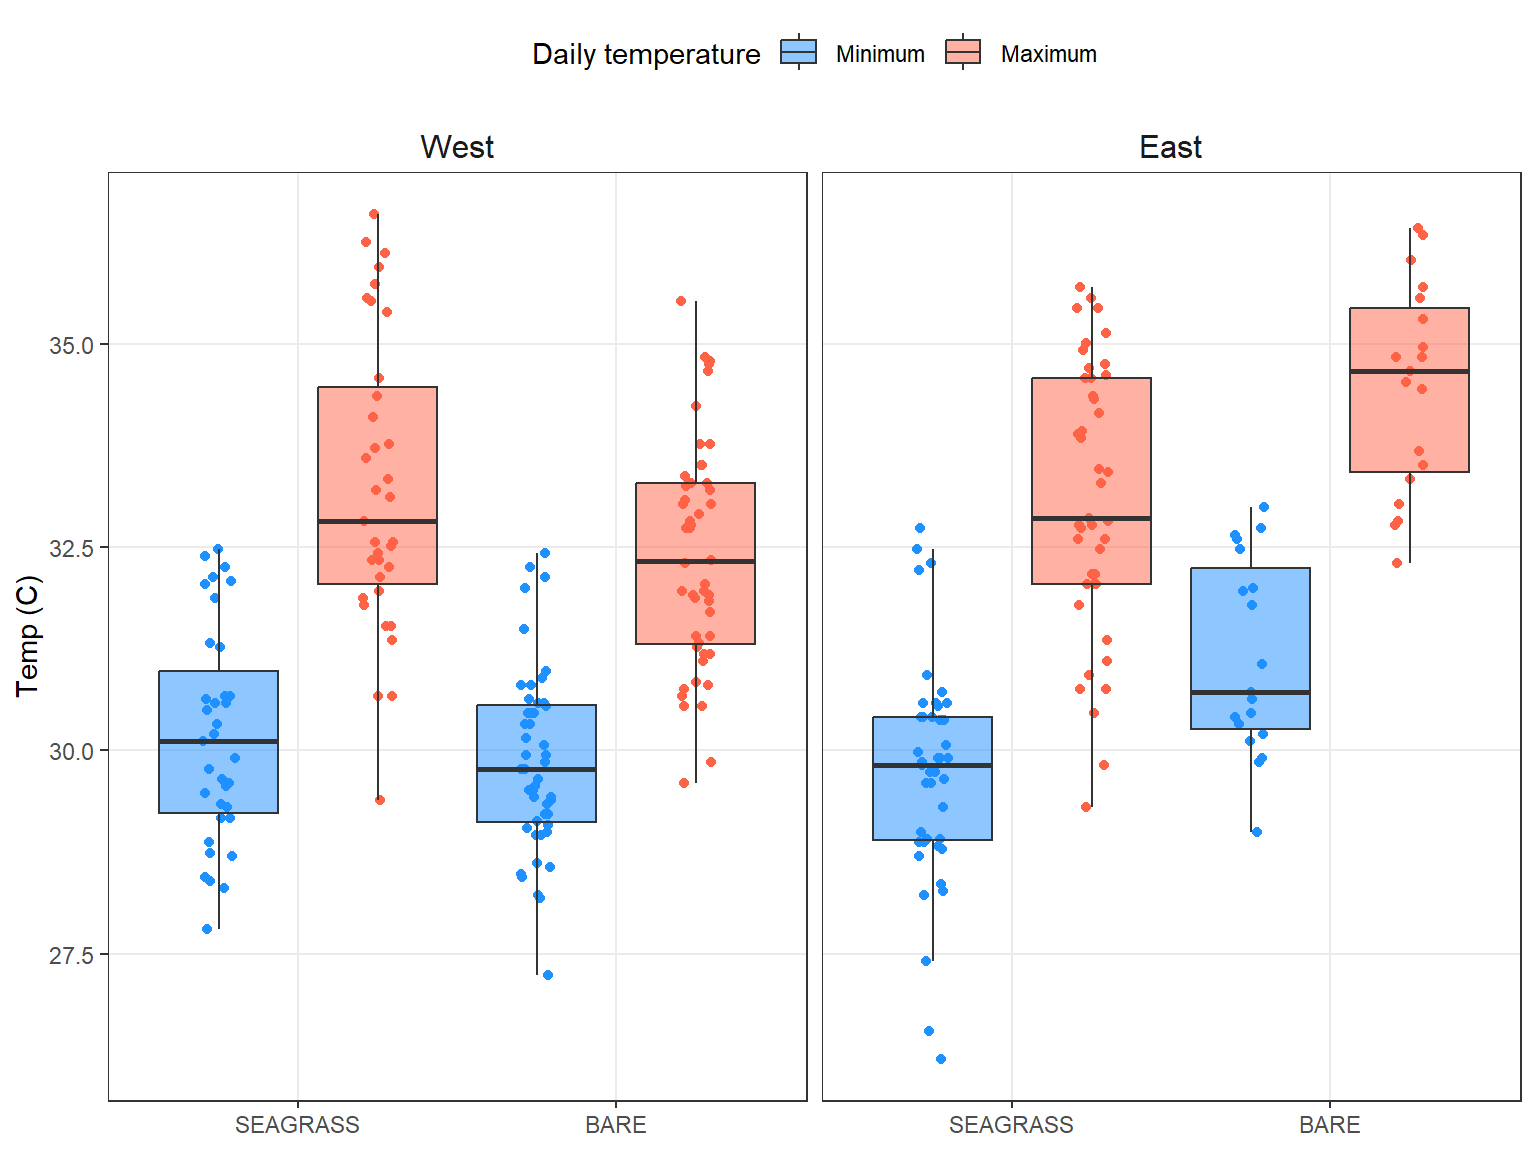 Daily temperature Minimum Maximum
West East
Temp (C)
35.0
32.5
30.0
27.5
SEAGRASS BARE SEAGRASS BARE